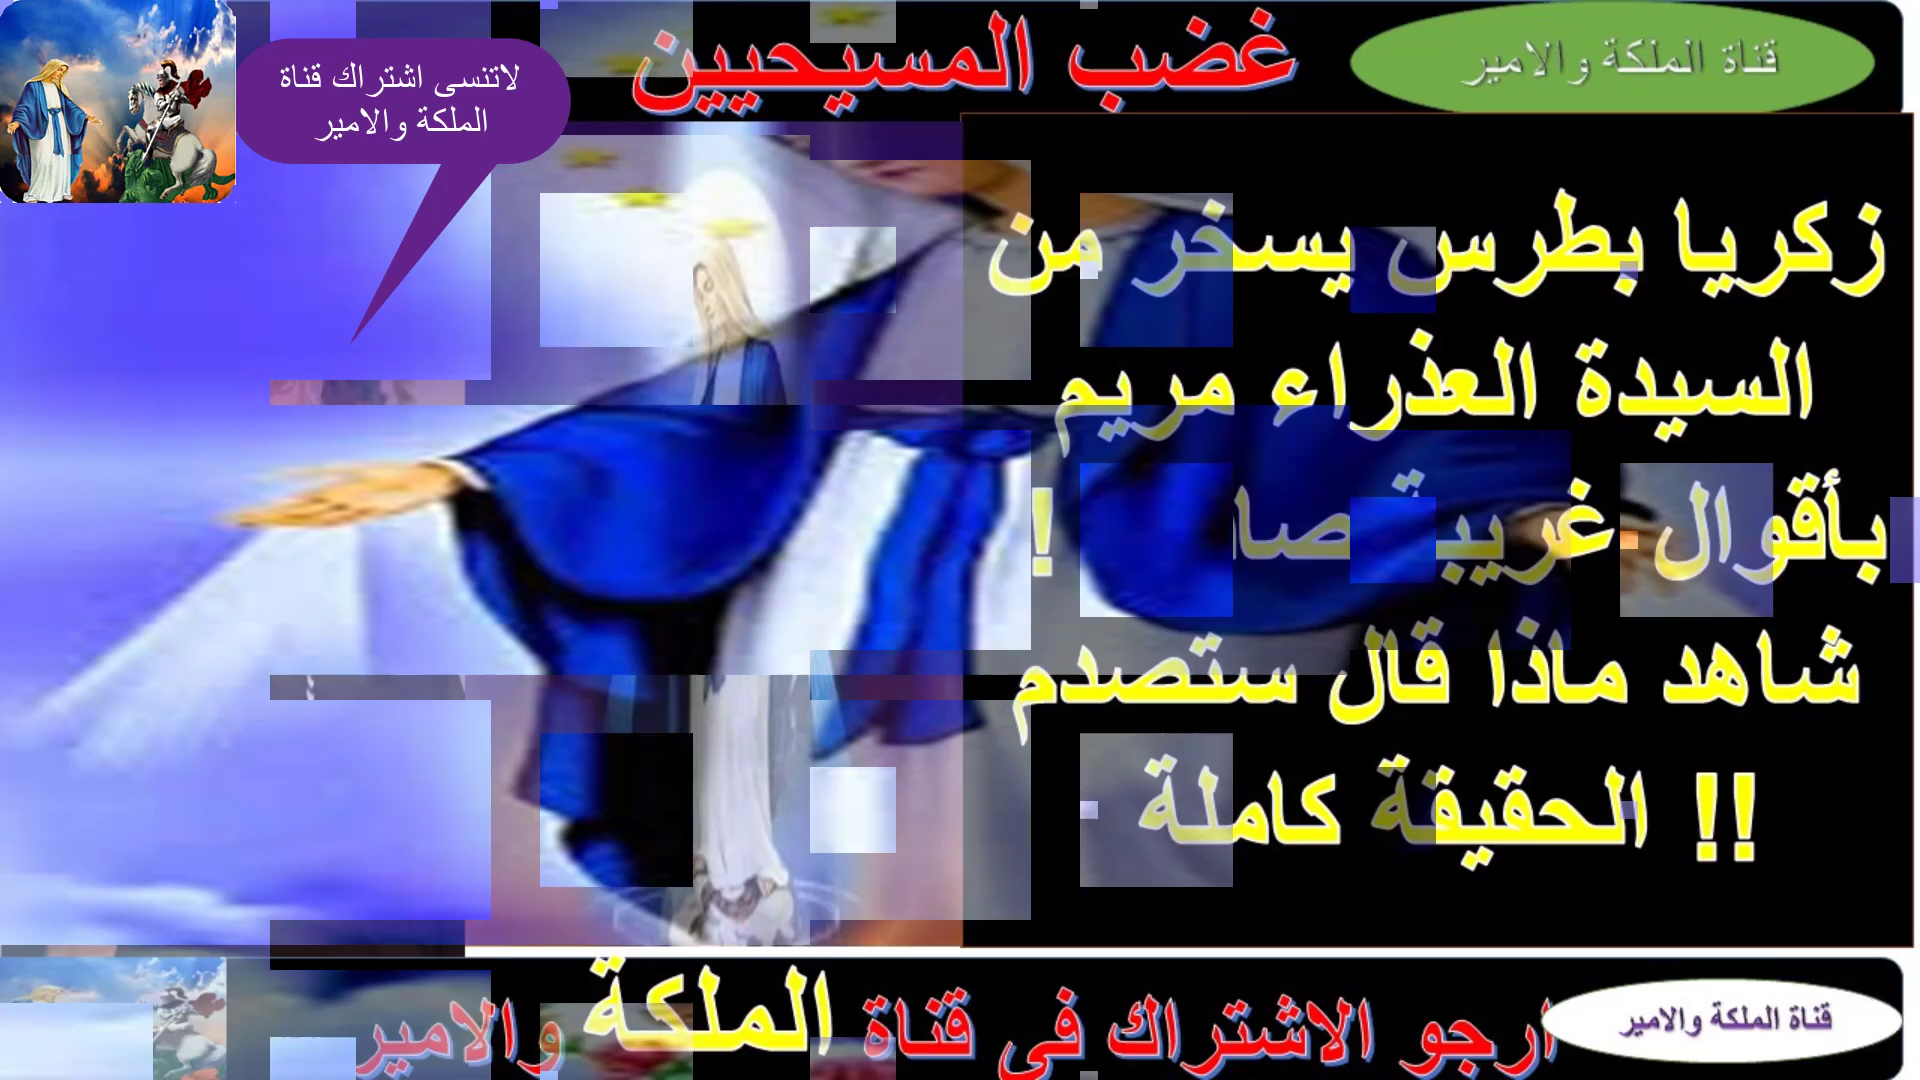 غضب المسيحيين
قناة الملكة والامير
لاتنسى اشتراك قناة
الملكة والامير
زكريا بطرس يسخر من
السيدة العذراء مريم
بأقوال غريبة !
شاهد ماذا قال ستصدم
!! الحقيقة كاملة
ارجو الاشتراك فى قناة الملكة والامير
قناة الملكة والامير